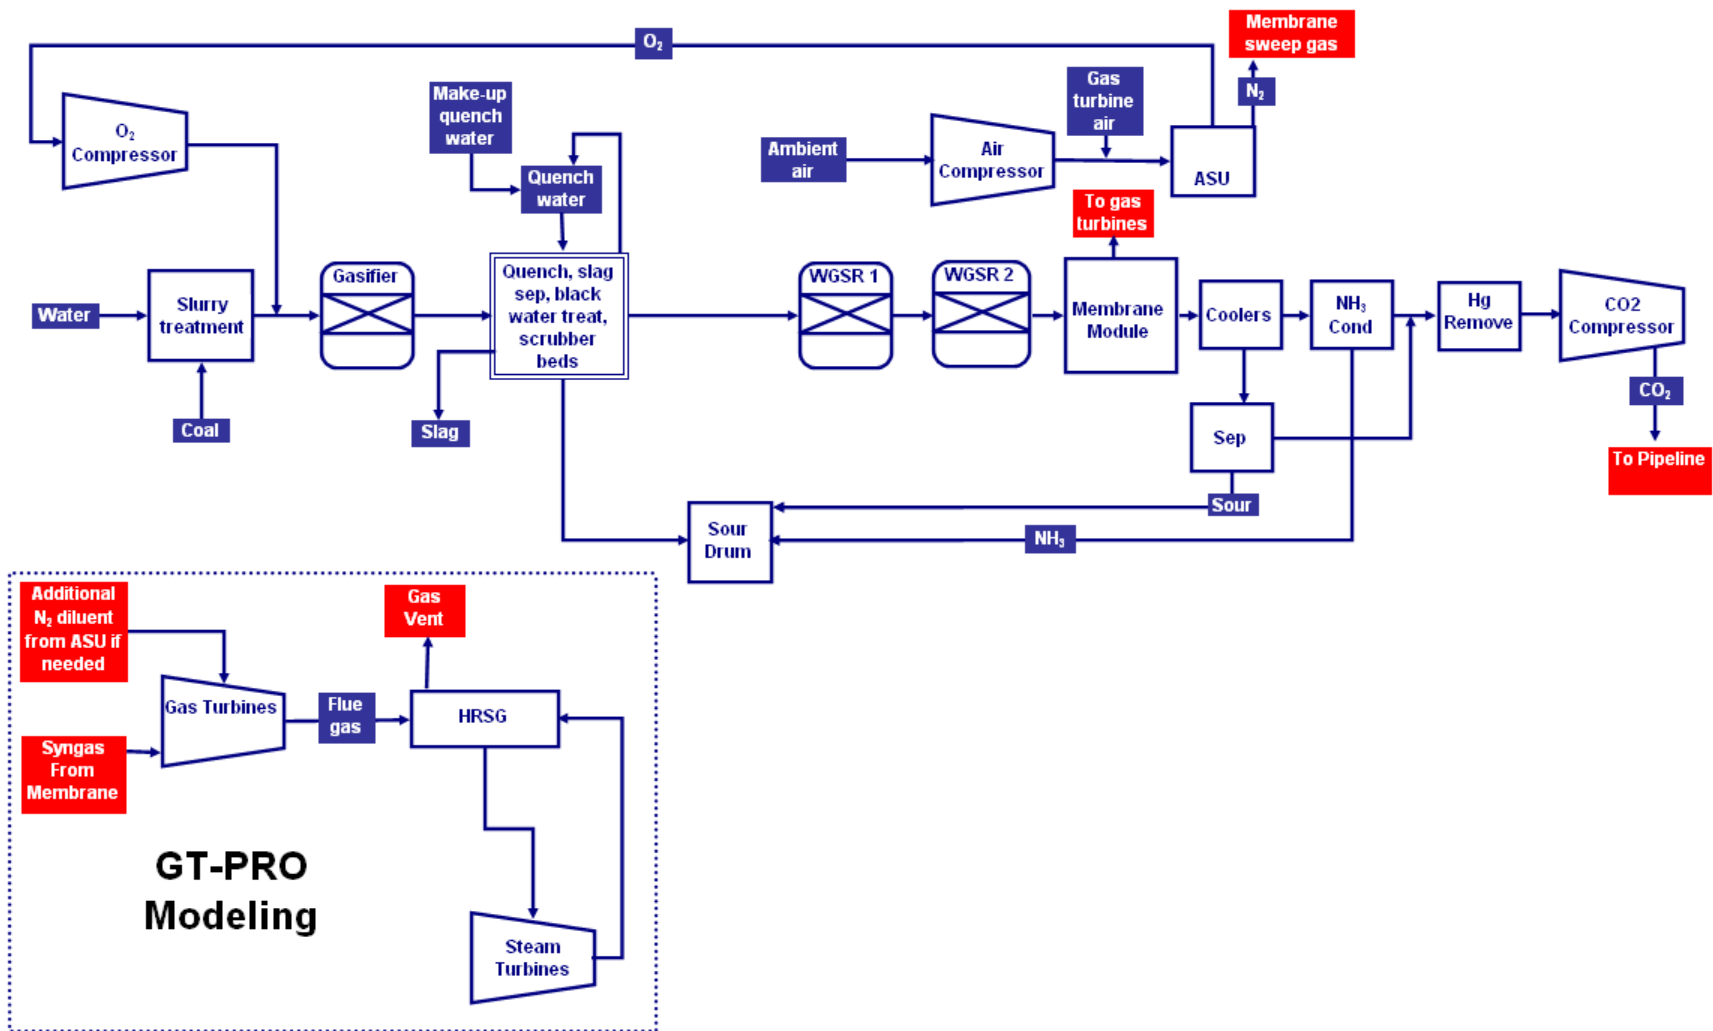 O₂
Membrane
sweep gas
N₂
Make-up
quench
water
Gas
turbine
air
O₂
Compressor
Ambient
air
Air
Compressor
ASU
Quench
water
To gas
turbines
Water
Slurry
treatment
Gasifier
Quench, slag
sep, black
water treat,
scrubber
beds
WGSR 1
WGSR 2
Membrane
Module
Coolers
NH₃
Cond
Hg
Remove
CO2
Compressor
Coal
Slag
Sep
CO₂
To Pipeline
Sour
Sour
Drum
NH₃
Additional
N₂ diluent
from ASU if
needed
Gas
Vent
Gas Turbines
Flue
gas
HRSG
Syngas
From
Membrane
GT-PRO
Modeling
Steam
Turbines